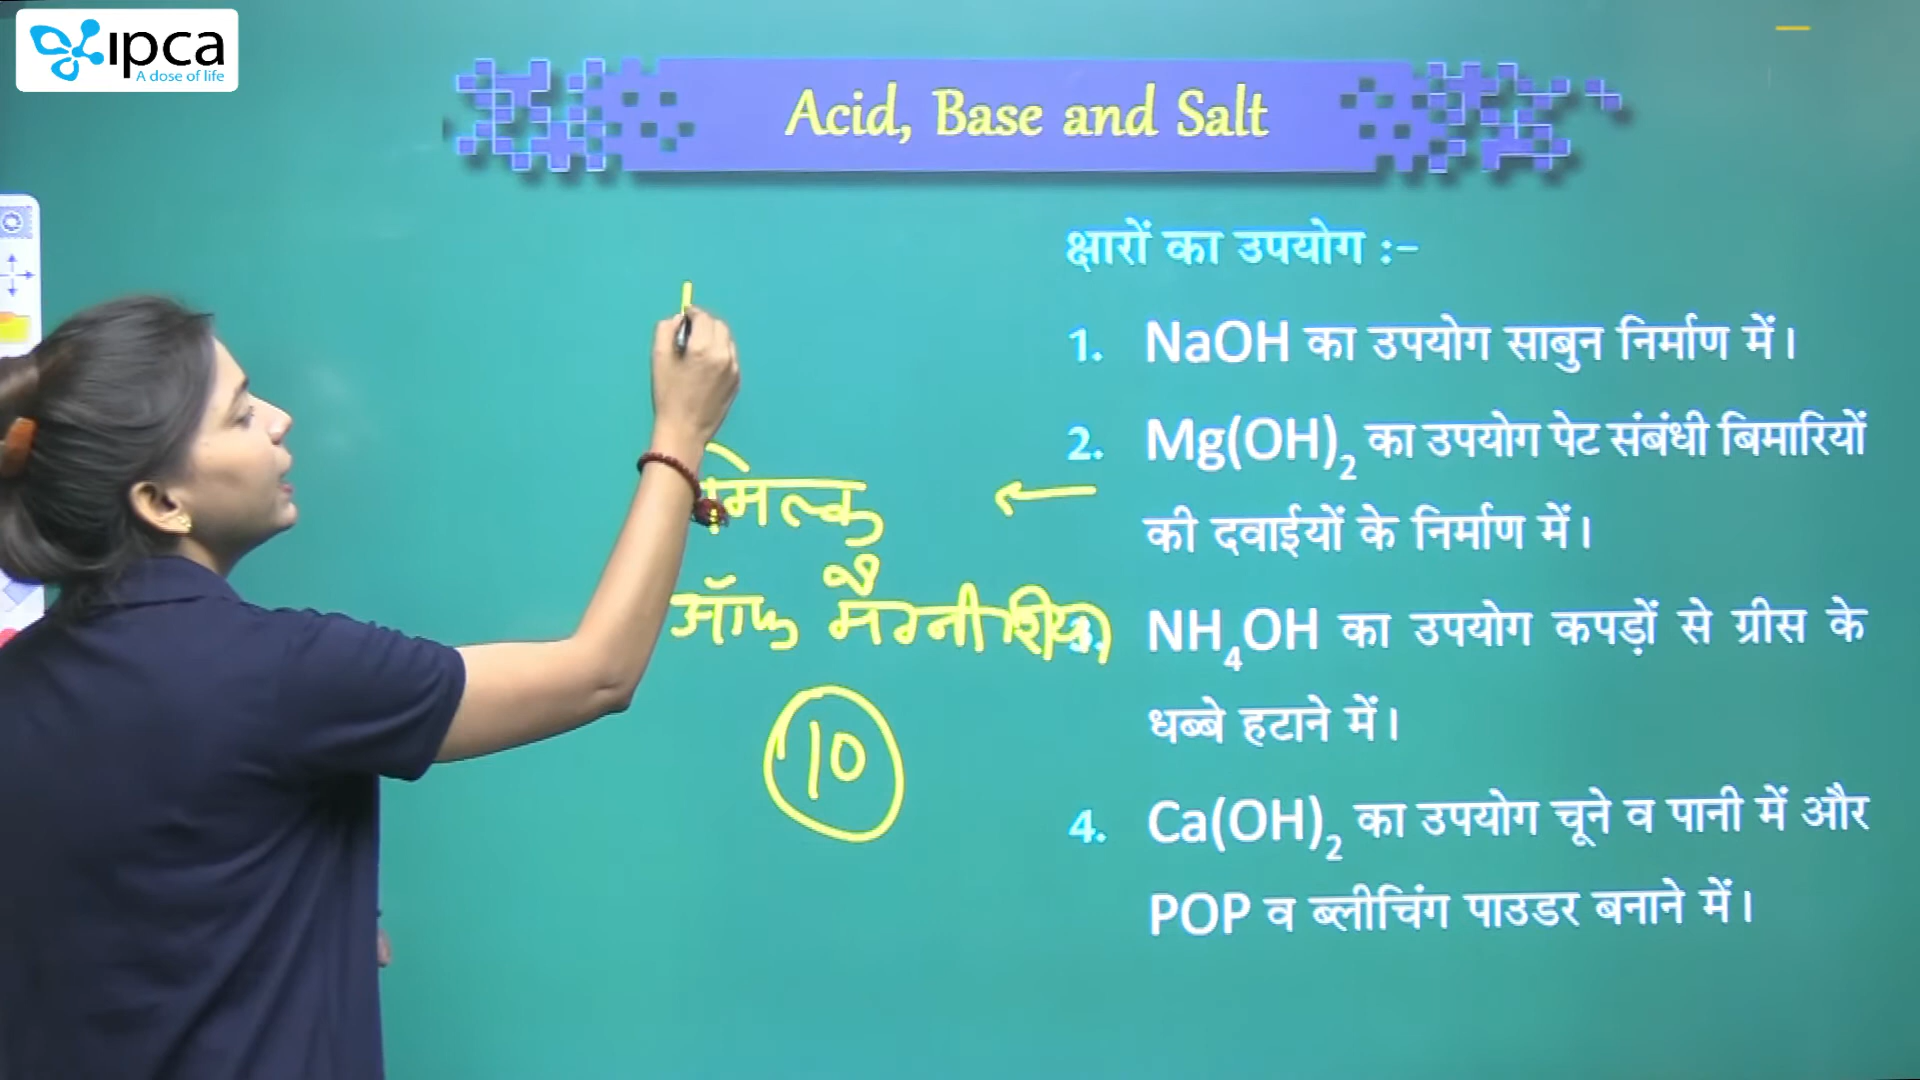 ipca
A dose of life
Acid, Base and Salt
क्षारों का उपयोग :–
1. NaOH का उपयोग साबुन निर्माण में।
2. Mg(OH)₂ का उपयोग पेट संबंधी बिमारियों
की दवाईयों के निर्माण में।
3. NH₄OH का उपयोग कपड़ों से ग्रीस के
धब्बे हटाने में।
4. Ca(OH)₂ का उपयोग चूने व पानी में और
POP व ब्लीचिंग पाउडर बनाने में।
मिल्क
ऑफ
10